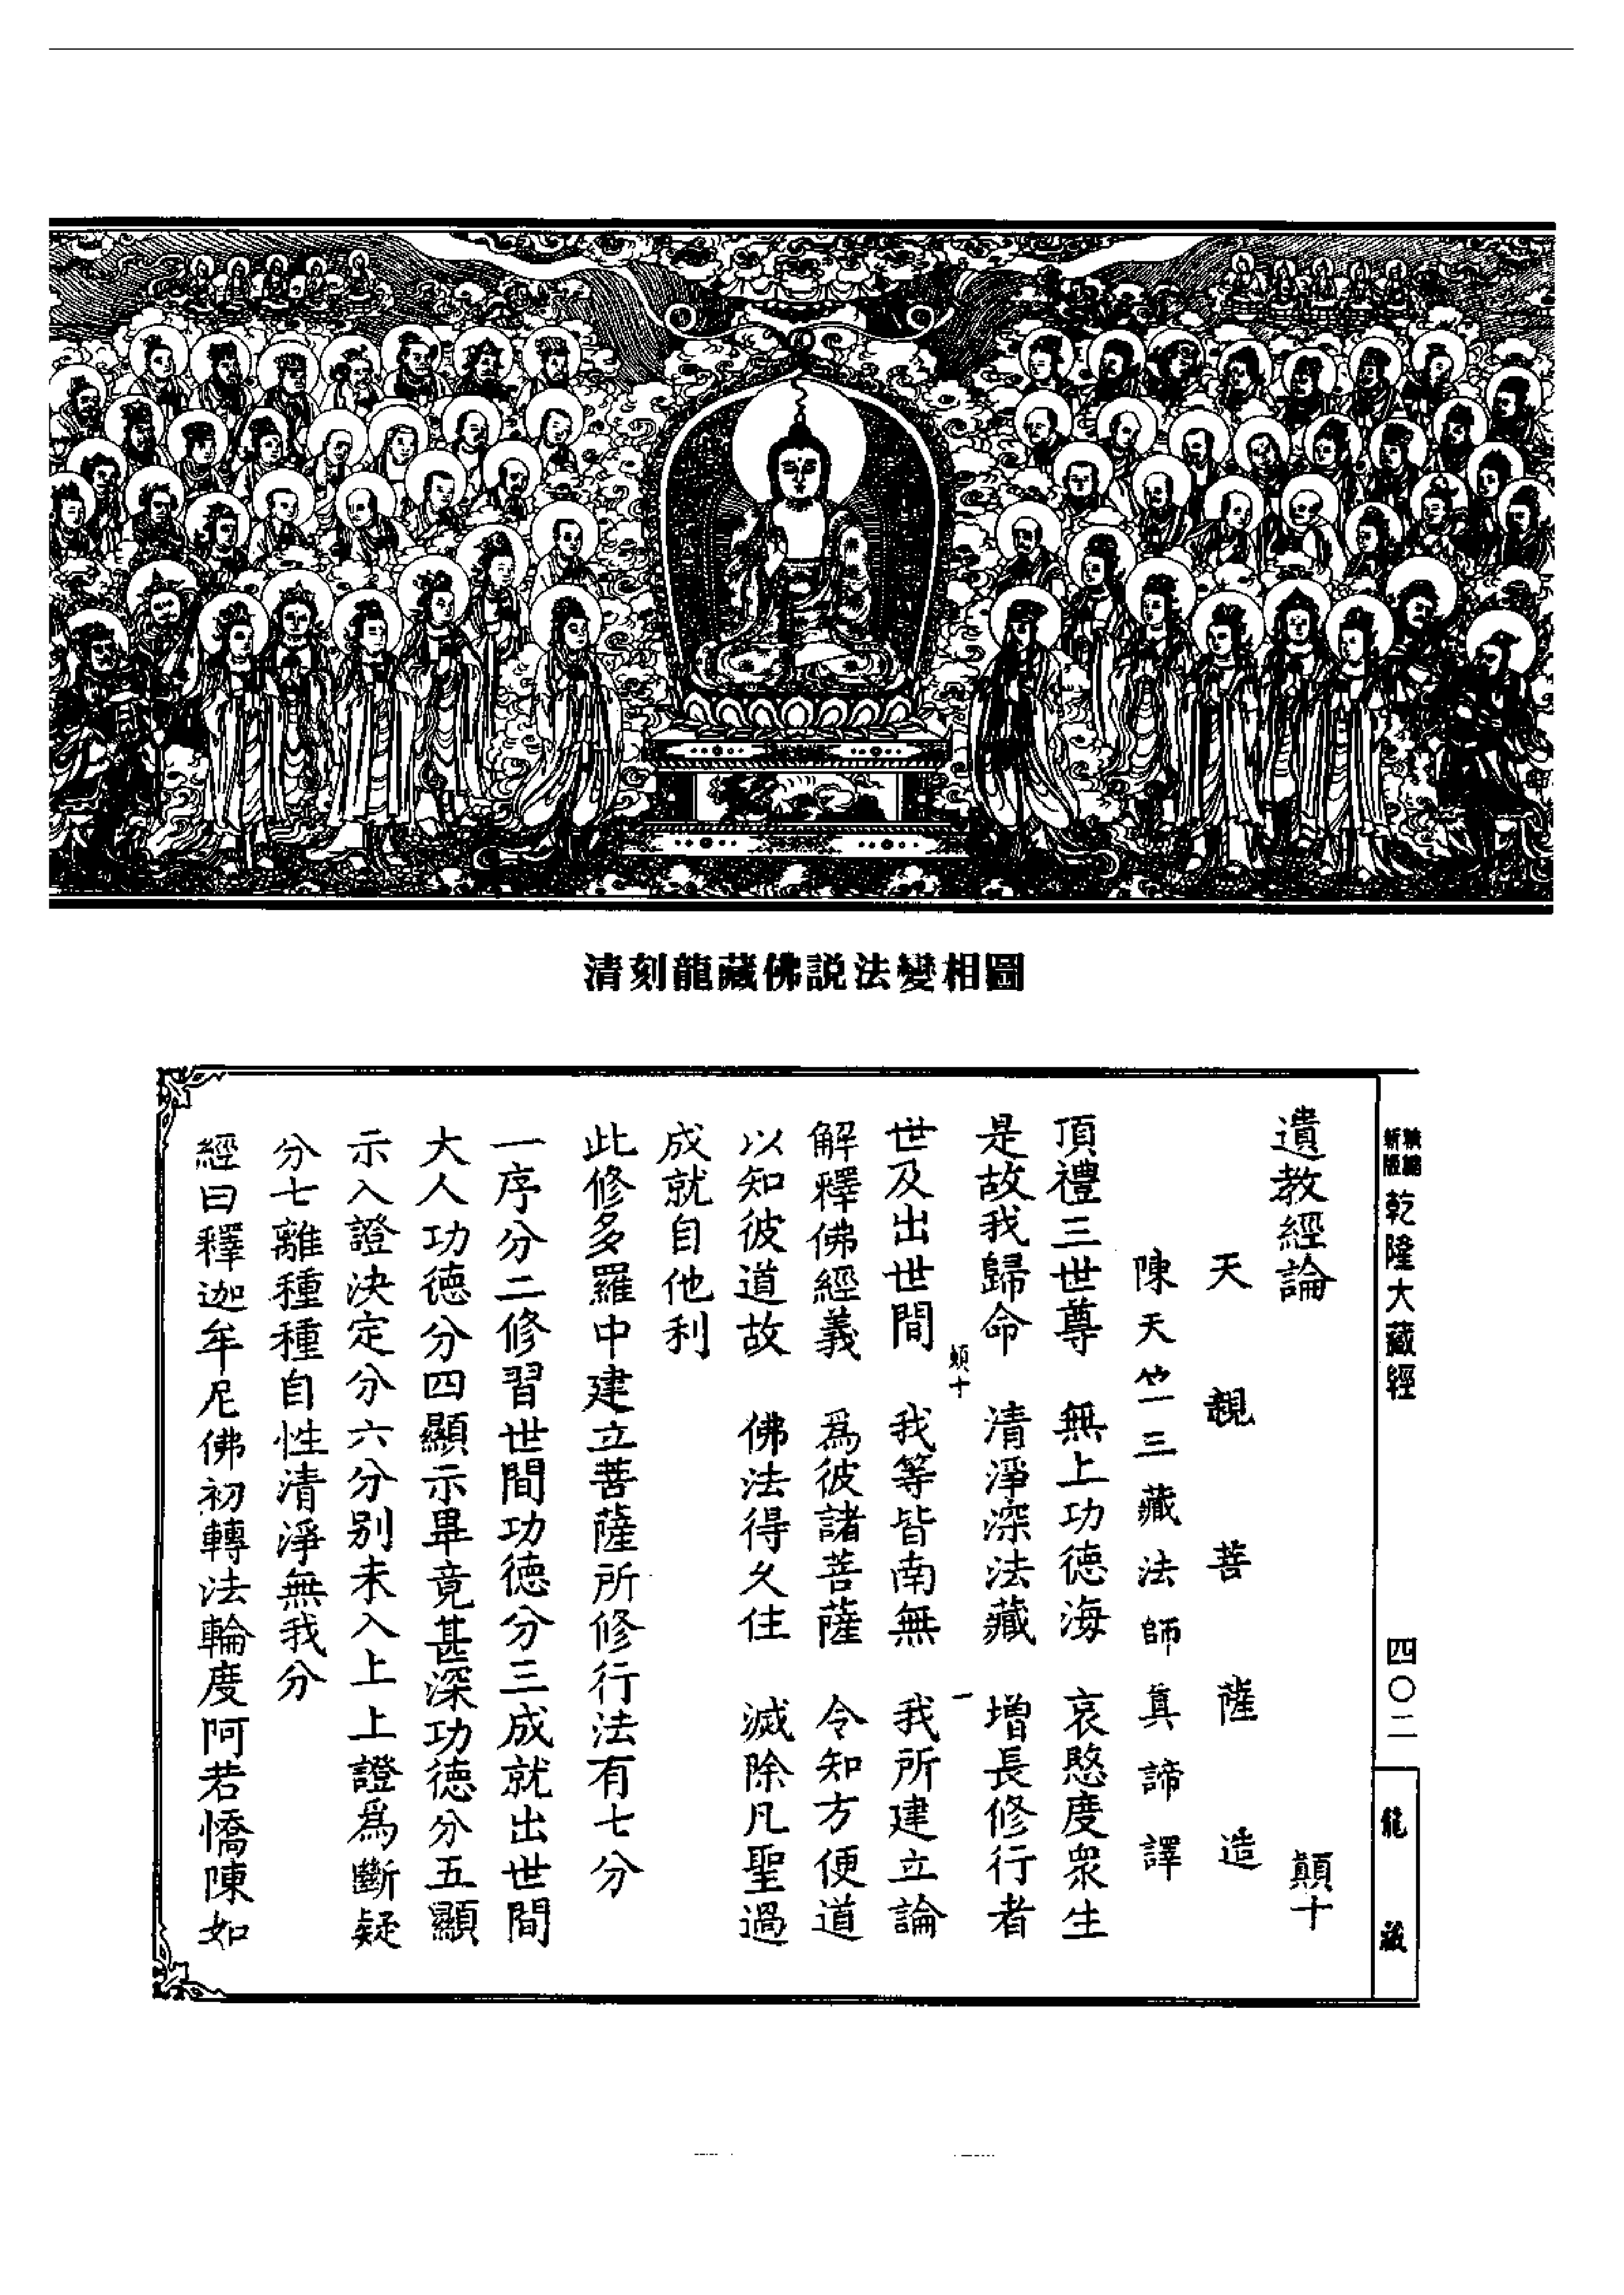 清刻龍藏佛説法變相圖
新版
精縮
乾隆大藏經
四〇二
龍藏
遺教經論 顛十
天親菩薩造
陳天竺三藏法師真諦譯
頂禮三世尊 無上功德海 哀愍度眾生
是故我歸命 清淨深法藏 增長修行者
顛十 一
世及出世間 我等皆南無 我所建立論
解釋佛經義 為彼諸菩薩 令知方便道
以知彼道故 佛法得久住 滅除凡聖過
成就自他利
此修多羅中建立菩薩所修行法有七分
一序分二修習世間功德分三成就出世間
大人功德分四顯示畢竟甚深功德分五顯
示入證決定分六分別未入上上證為斷疑
分七離種種自性清淨無我分
經曰釋迦牟尼佛初轉法輪度阿若憍陳如